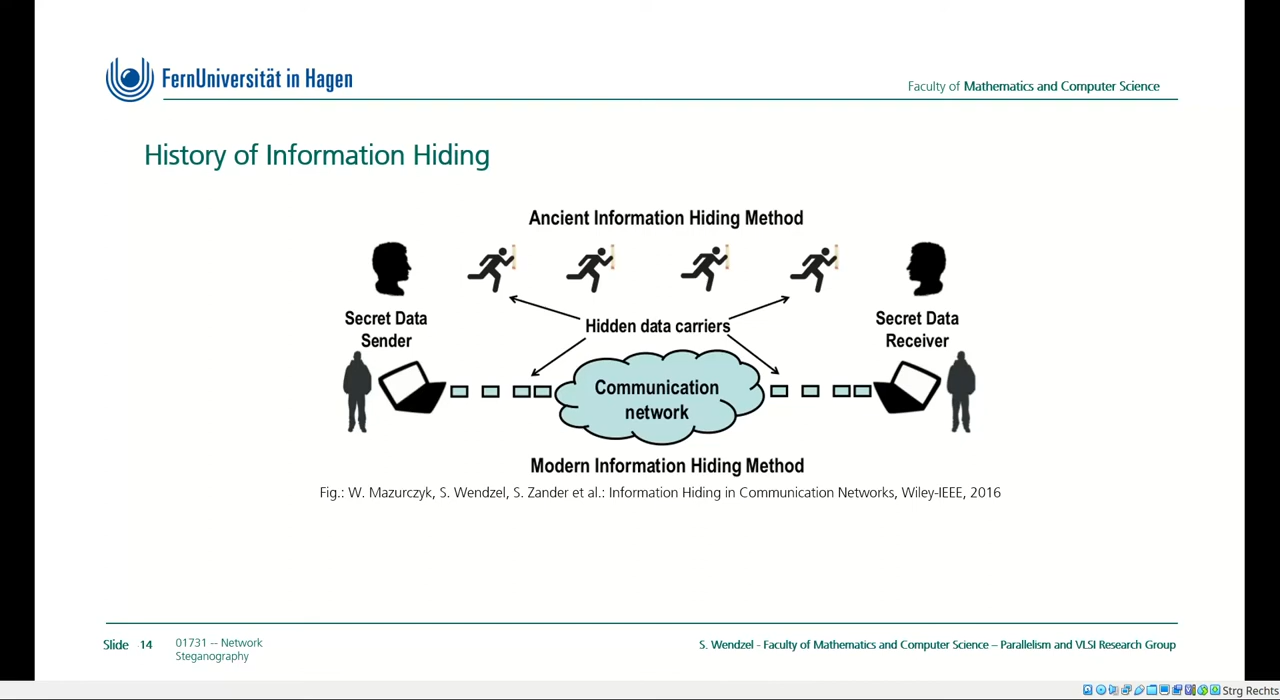 FernUniversität in Hagen
Faculty of Mathematics and Computer Science
History of Information Hiding
Ancient Information Hiding Method
Secret Data
Sender
Hidden data carriers
Secret Data
Receiver
Communication
network
Modern Information Hiding Method
Fig.: W. Mazurczyk, S. Wendzel, S. Zander et al.: Information Hiding in Communication Networks, Wiley-IEEE, 2016
Slide 14
01731 -- Network
Steganography
S. Wendzel - Faculty of Mathematics and Computer Science – Parallelism and VLSI Research Group
Strg Rechts